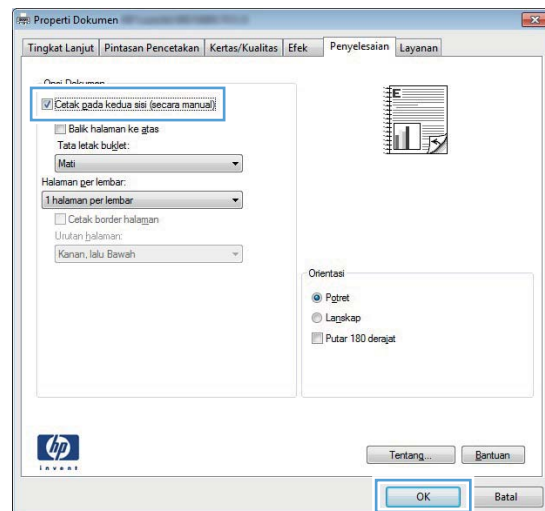 Properti Dokumen
Tingkat Lanjut Pintasan Pencetakan Kertas/Kualitas Efek Penyelesaian Layanan
Opsi Dokumen
Cetak pada kedua sisi (secara manual)
Balik halaman ke atas
Tata letak buklet:
Mati
Halaman per lembar:
1 halaman per lembar
Cetak border halaman
Urutan halaman:
Kanan, lalu Bawah
E
Orientasi
Potret
Lanskap
Putar 180 derajat
hp
invent
Tentang... Bantuan
OK Batal